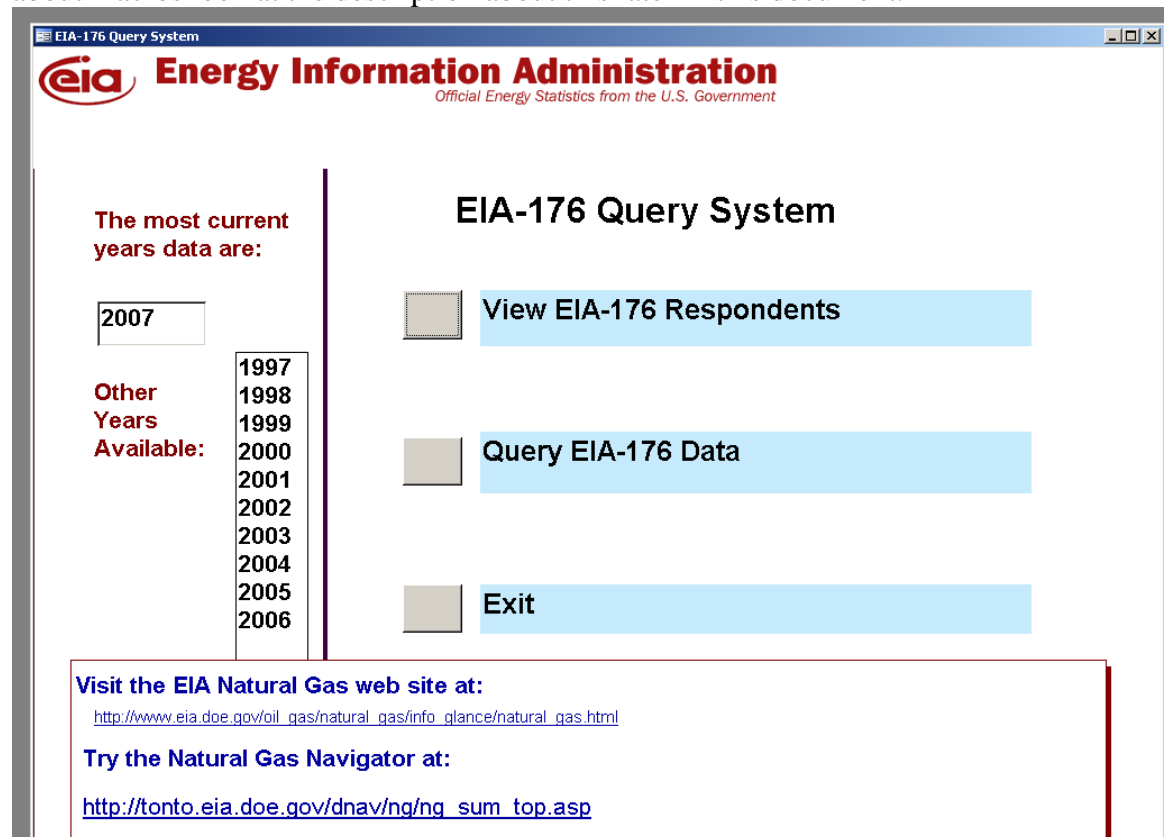 EIA-176 Query System
eia Energy Information Administration
Official Energy Statistics from the U.S. Government
EIA-176 Query System
The most current
years data are:
2007
View EIA-176 Respondents
Other
Years
Available:
1997
1998
1999
2000
2001
2002
2003
2004
2005
2006
Query EIA-176 Data
Exit
Visit the EIA Natural Gas web site at:
http://www.eia.doe.gov/oil_gas/natural_gas/info_glance/natural_gas.html
Try the Natural Gas Navigator at:
http://tonto.eia.doe.gov/dnav/ng/ng_sum_top.asp